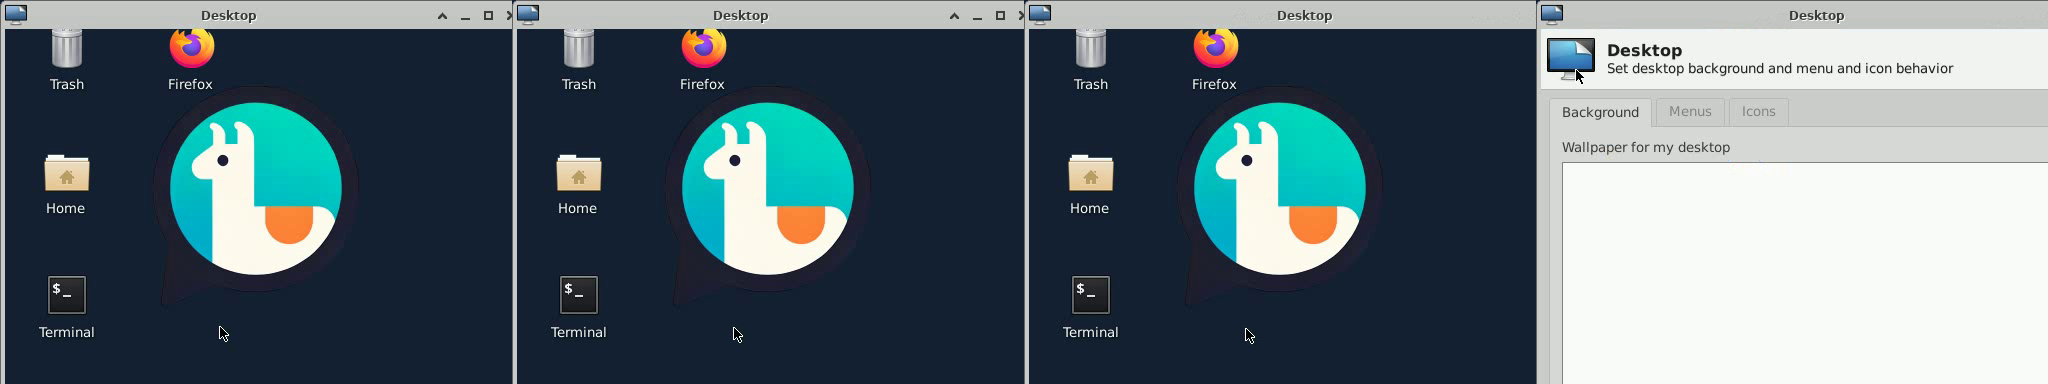 Desktop
Trash
Firefox
Home
$_
Terminal
Desktop
Trash
Firefox
Home
$_
Terminal
Desktop
Trash
Firefox
Home
$_
Terminal
Desktop
Desktop
Set desktop background and menu and icon behavior
Background Menus Icons
Wallpaper for my desktop